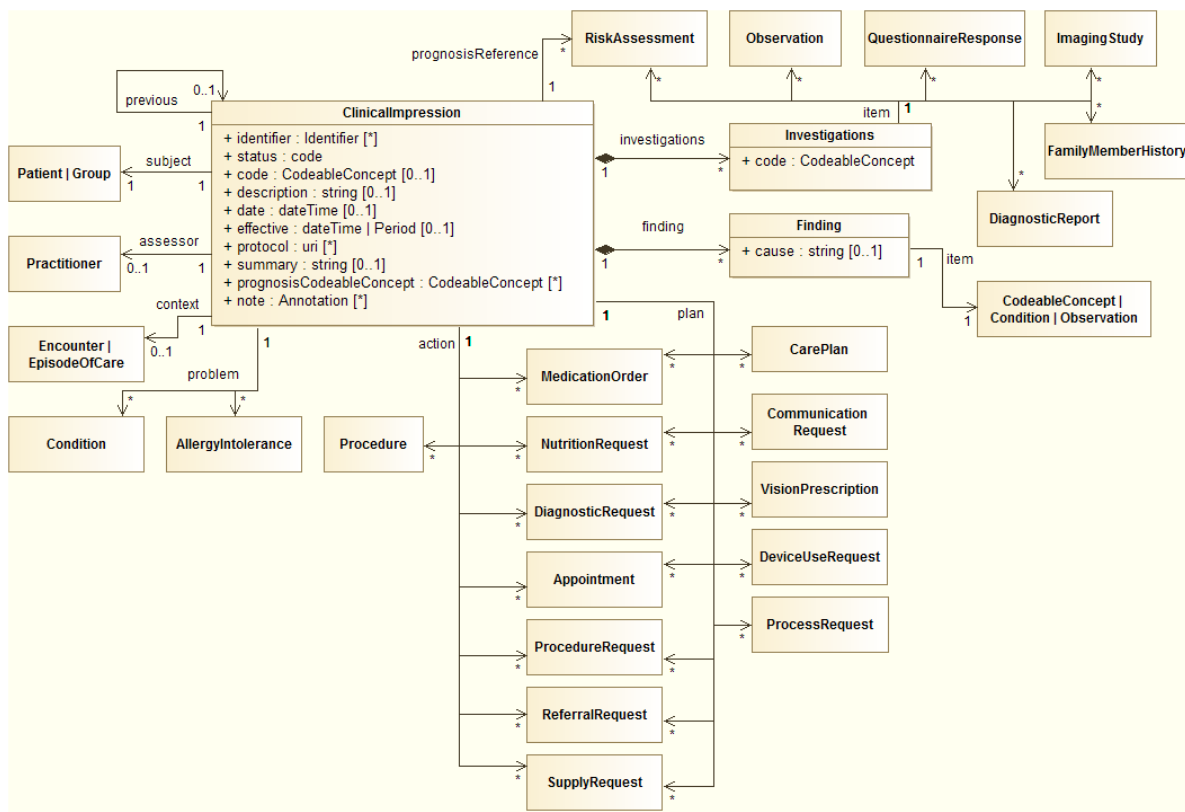 RiskAssessment
Observation
QuestionnaireResponse
ImagingStudy
prognosisReference
*
1
*
*
*
*
*
0..1
previous
1
1
item
ClinicalImpression
+ identifier : Identifier [*]
+ status : code
+ code : CodeableConcept [0..1]
+ description : string [0..1]
+ date : dateTime [0..1]
+ effective : dateTime | Period [0..1]
+ protocol : uri [*]
+ summary : string [0..1]
+ prognosisCodeableConcept : CodeableConcept [*]
+ note : Annotation [*]
investigations
1
*
Investigations
+ code : CodeableConcept
FamilyMemberHistory
Patient | Group
subject
1
1
*
DiagnosticReport
finding
1
*
Finding
+ cause : string [0..1]
1
item
1
CodeableConcept |
Condition | Observation
Practitioner
assessor
0..1
1
context
1
0..1
Encounter |
EpisodeOfCare
problem
1
*
*
Condition
AllergyIntolerance
action
1
1
plan
MedicationOrder
*
*
*
CarePlan
Procedure
*
NutritionRequest
*
*
*
Communication
Request
DiagnosticRequest
*
*
*
VisionPrescription
Appointment
*
*
*
DeviceUseRequest
ProcedureRequest
*
*
*
ProcessRequest
ReferralRequest
*
*
SupplyRequest
*
*